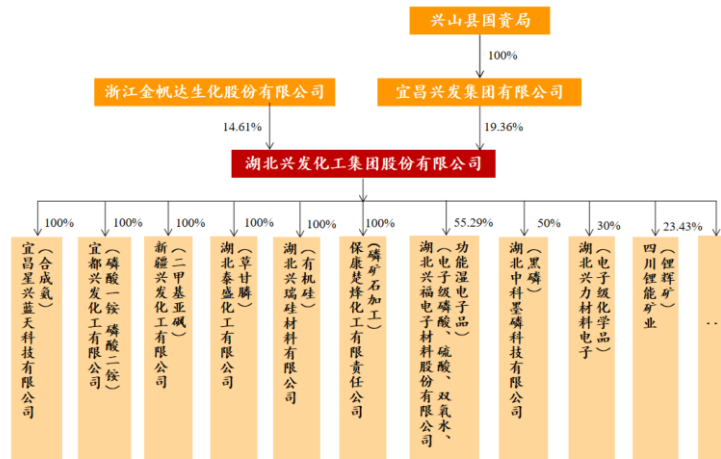 兴山县国资局
100%
浙江金帆达生化股份有限公司
宜昌兴发集团有限公司
14.61%
19.36%
湖北兴发化工集团股份有限公司
100%
100%
100%
100%
100%
100%
55.29%
50%
30%
23.43%
宜昌星兴蓝天科技有限公司
（合成氨）
宜都兴发化工有限公司
（磷酸一铵 磷酸二铵）
新疆兴发化工有限公司
（二甲基亚砜）
湖北泰盛化工有限公司
（草甘膦）
湖北兴瑞硅材料有限公司
（有机硅）
保康楚烽化工有限责任公司
（磷矿石加工）
湖北兴福电子材料股份有限公司
（电子级磷酸、硫酸、双氧水、
功能湿电子品）
湖北中科墨磷科技有限公司
（黑磷）
湖北兴力材料电子
（电子级化学品）
四川锂能矿业
（锂辉矿）
..